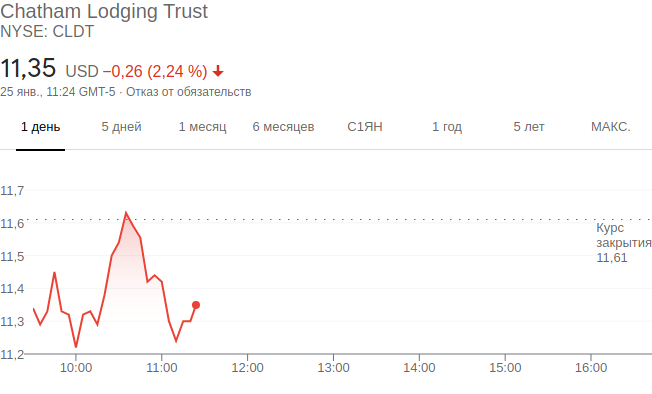 Chatham Lodging Trust
NYSE: CLDT
11,35 USD −0,26 (2,24 %)
25 янв., 11:24 GMT-5 · Отказ от обязательств
1 день 5 дней 1 месяц 6 месяцев С1ЯН 1 год 5 лет МАКС.
11,7
11,6
Курс
закрытия
11,61
11,5
11,4
11,3
11,2
10:00 11:00 12:00 13:00 14:00 15:00 16:00